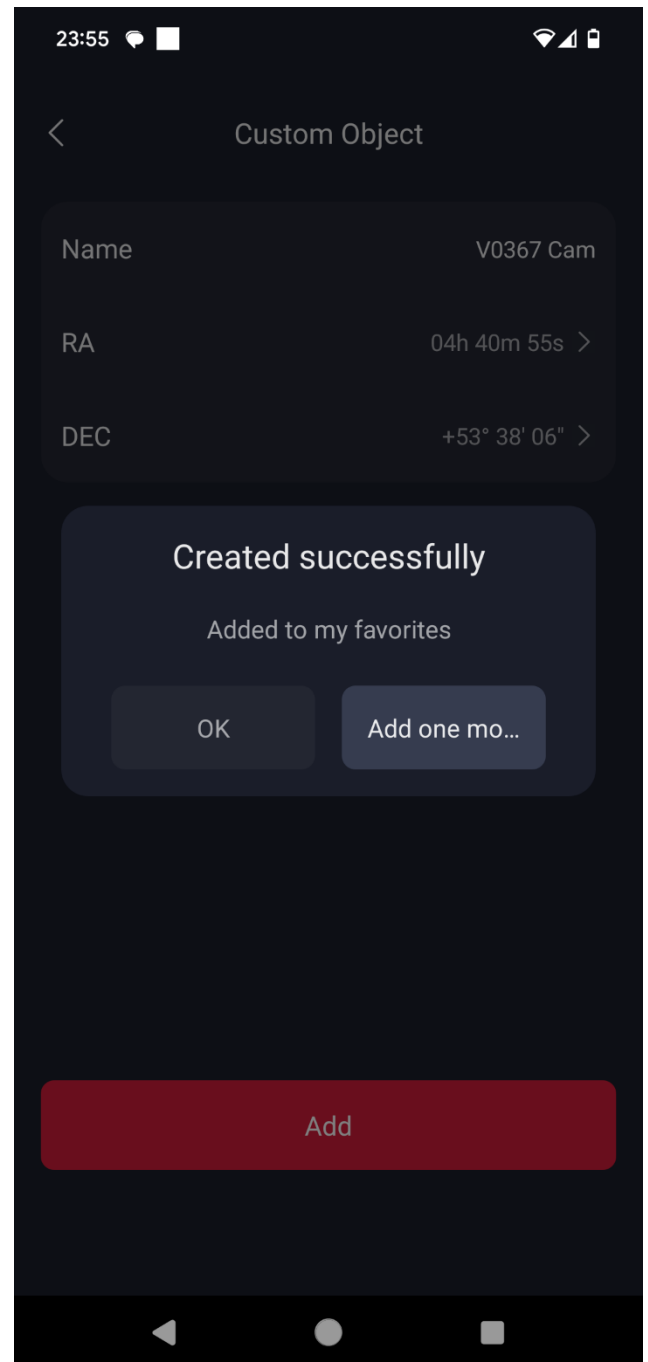 23:55
Custom Object
Name V0367 Cam
RA 04h 40m 55s
DEC +53° 38' 06"
Created successfully
Added to my favorites
OK Add one mo...
Add